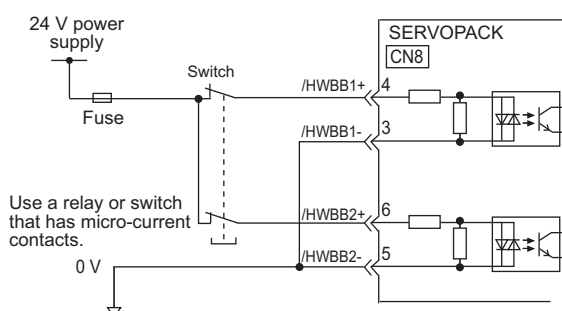 24 V power
supply
SERVOPACK
CN8
Switch
Fuse
/HWBB1+
4
/HWBB1-
3
Use a relay or switch
that has micro-current
contacts.
/HWBB2+
6
0 V
/HWBB2-
5